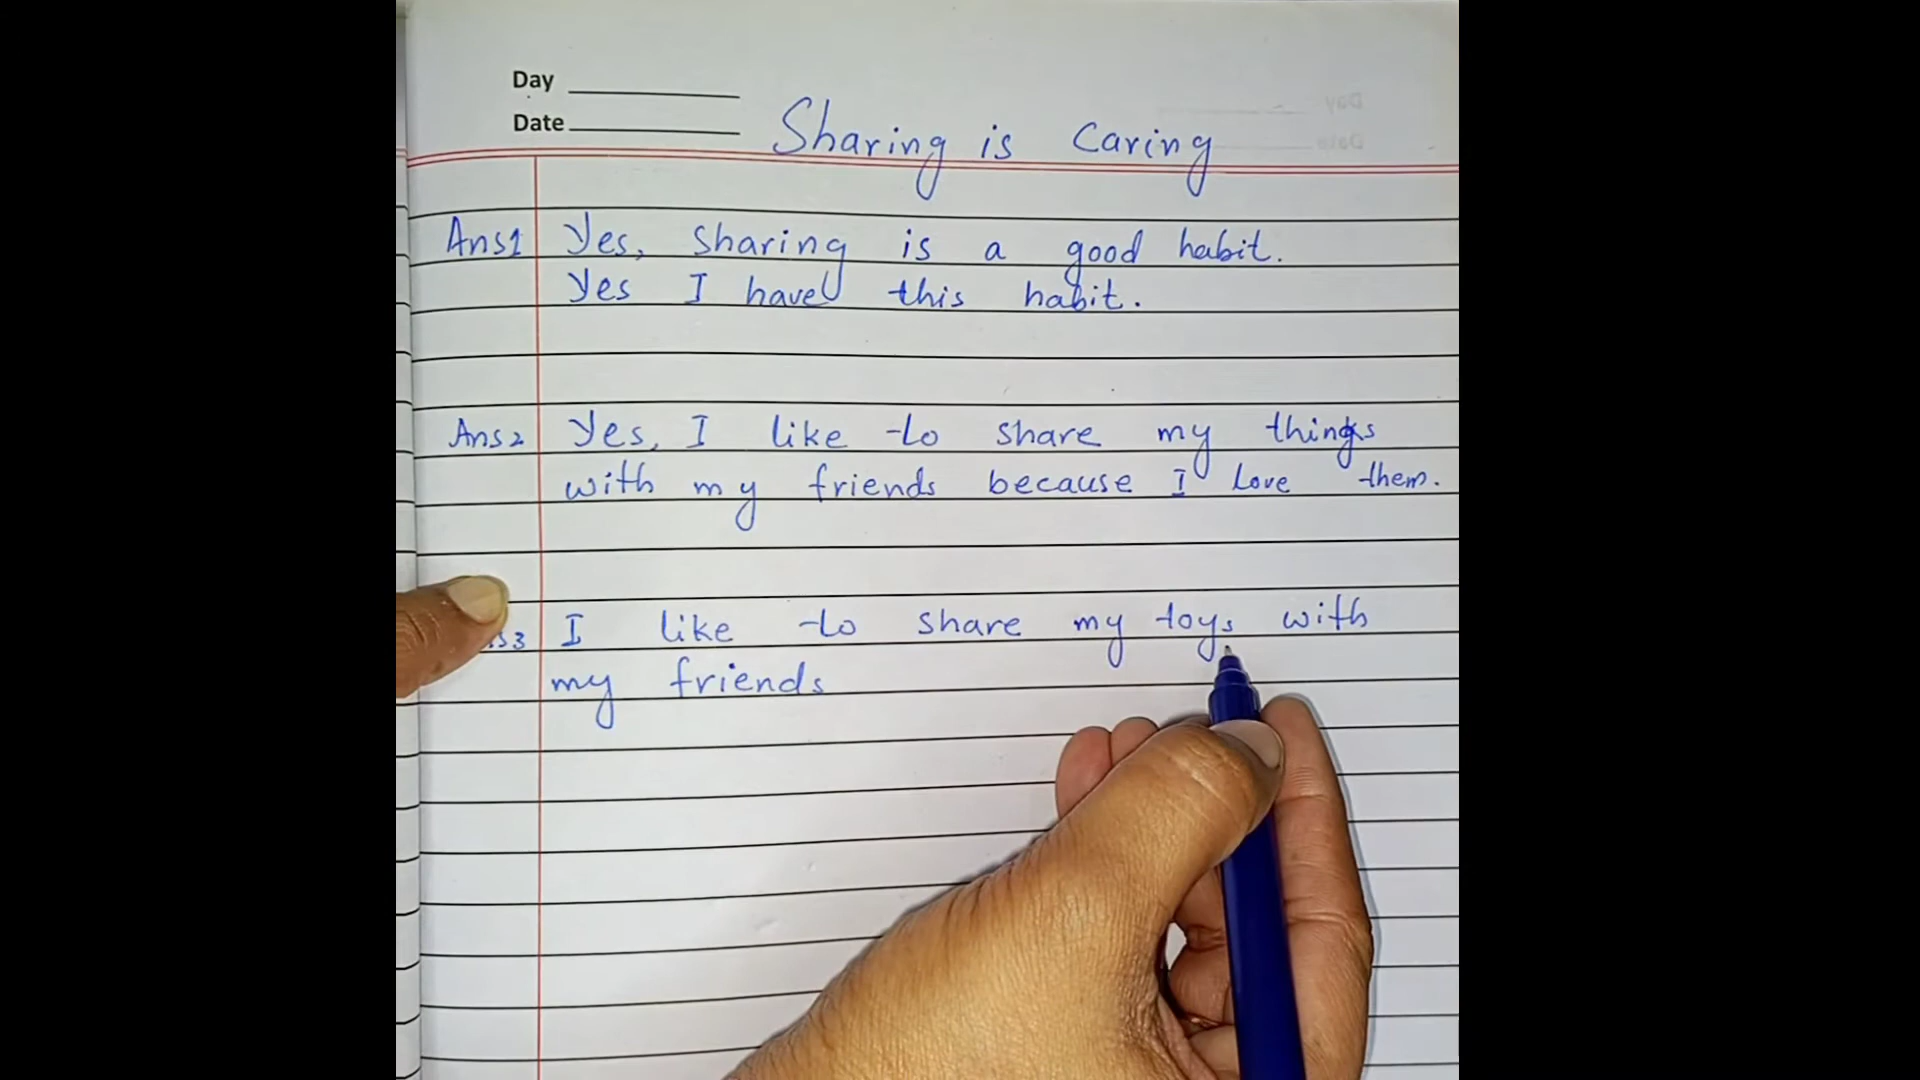 Day
Date
Sharing is Caring
Ans1 Yes, sharing is a good habit.
Yes I have this habit.
Ans2 Yes, I like to share my things
with my friends because I love them.
I like to share my toys with
my friends